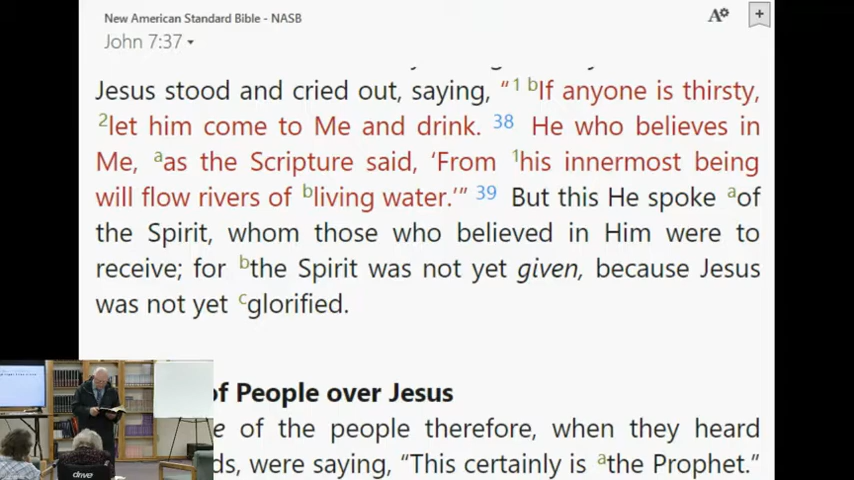 New American Standard Bible - NASB
John 7:37
Jesus stood and cried out, saying, “1 bIf anyone is thirsty,
2let him come to Me and drink. 38 He who believes in
Me, aas the Scripture said, ‘From 1his innermost being
will flow rivers of bliving water.’” 39 But this He spoke aof
the Spirit, whom those who believed in Him were to
receive; for bthe Spirit was not yet given, because Jesus
was not yet cglorified.
of People over Jesus
of the people therefore, when they heard
were saying, “This certainly is athe Prophet.”
drive